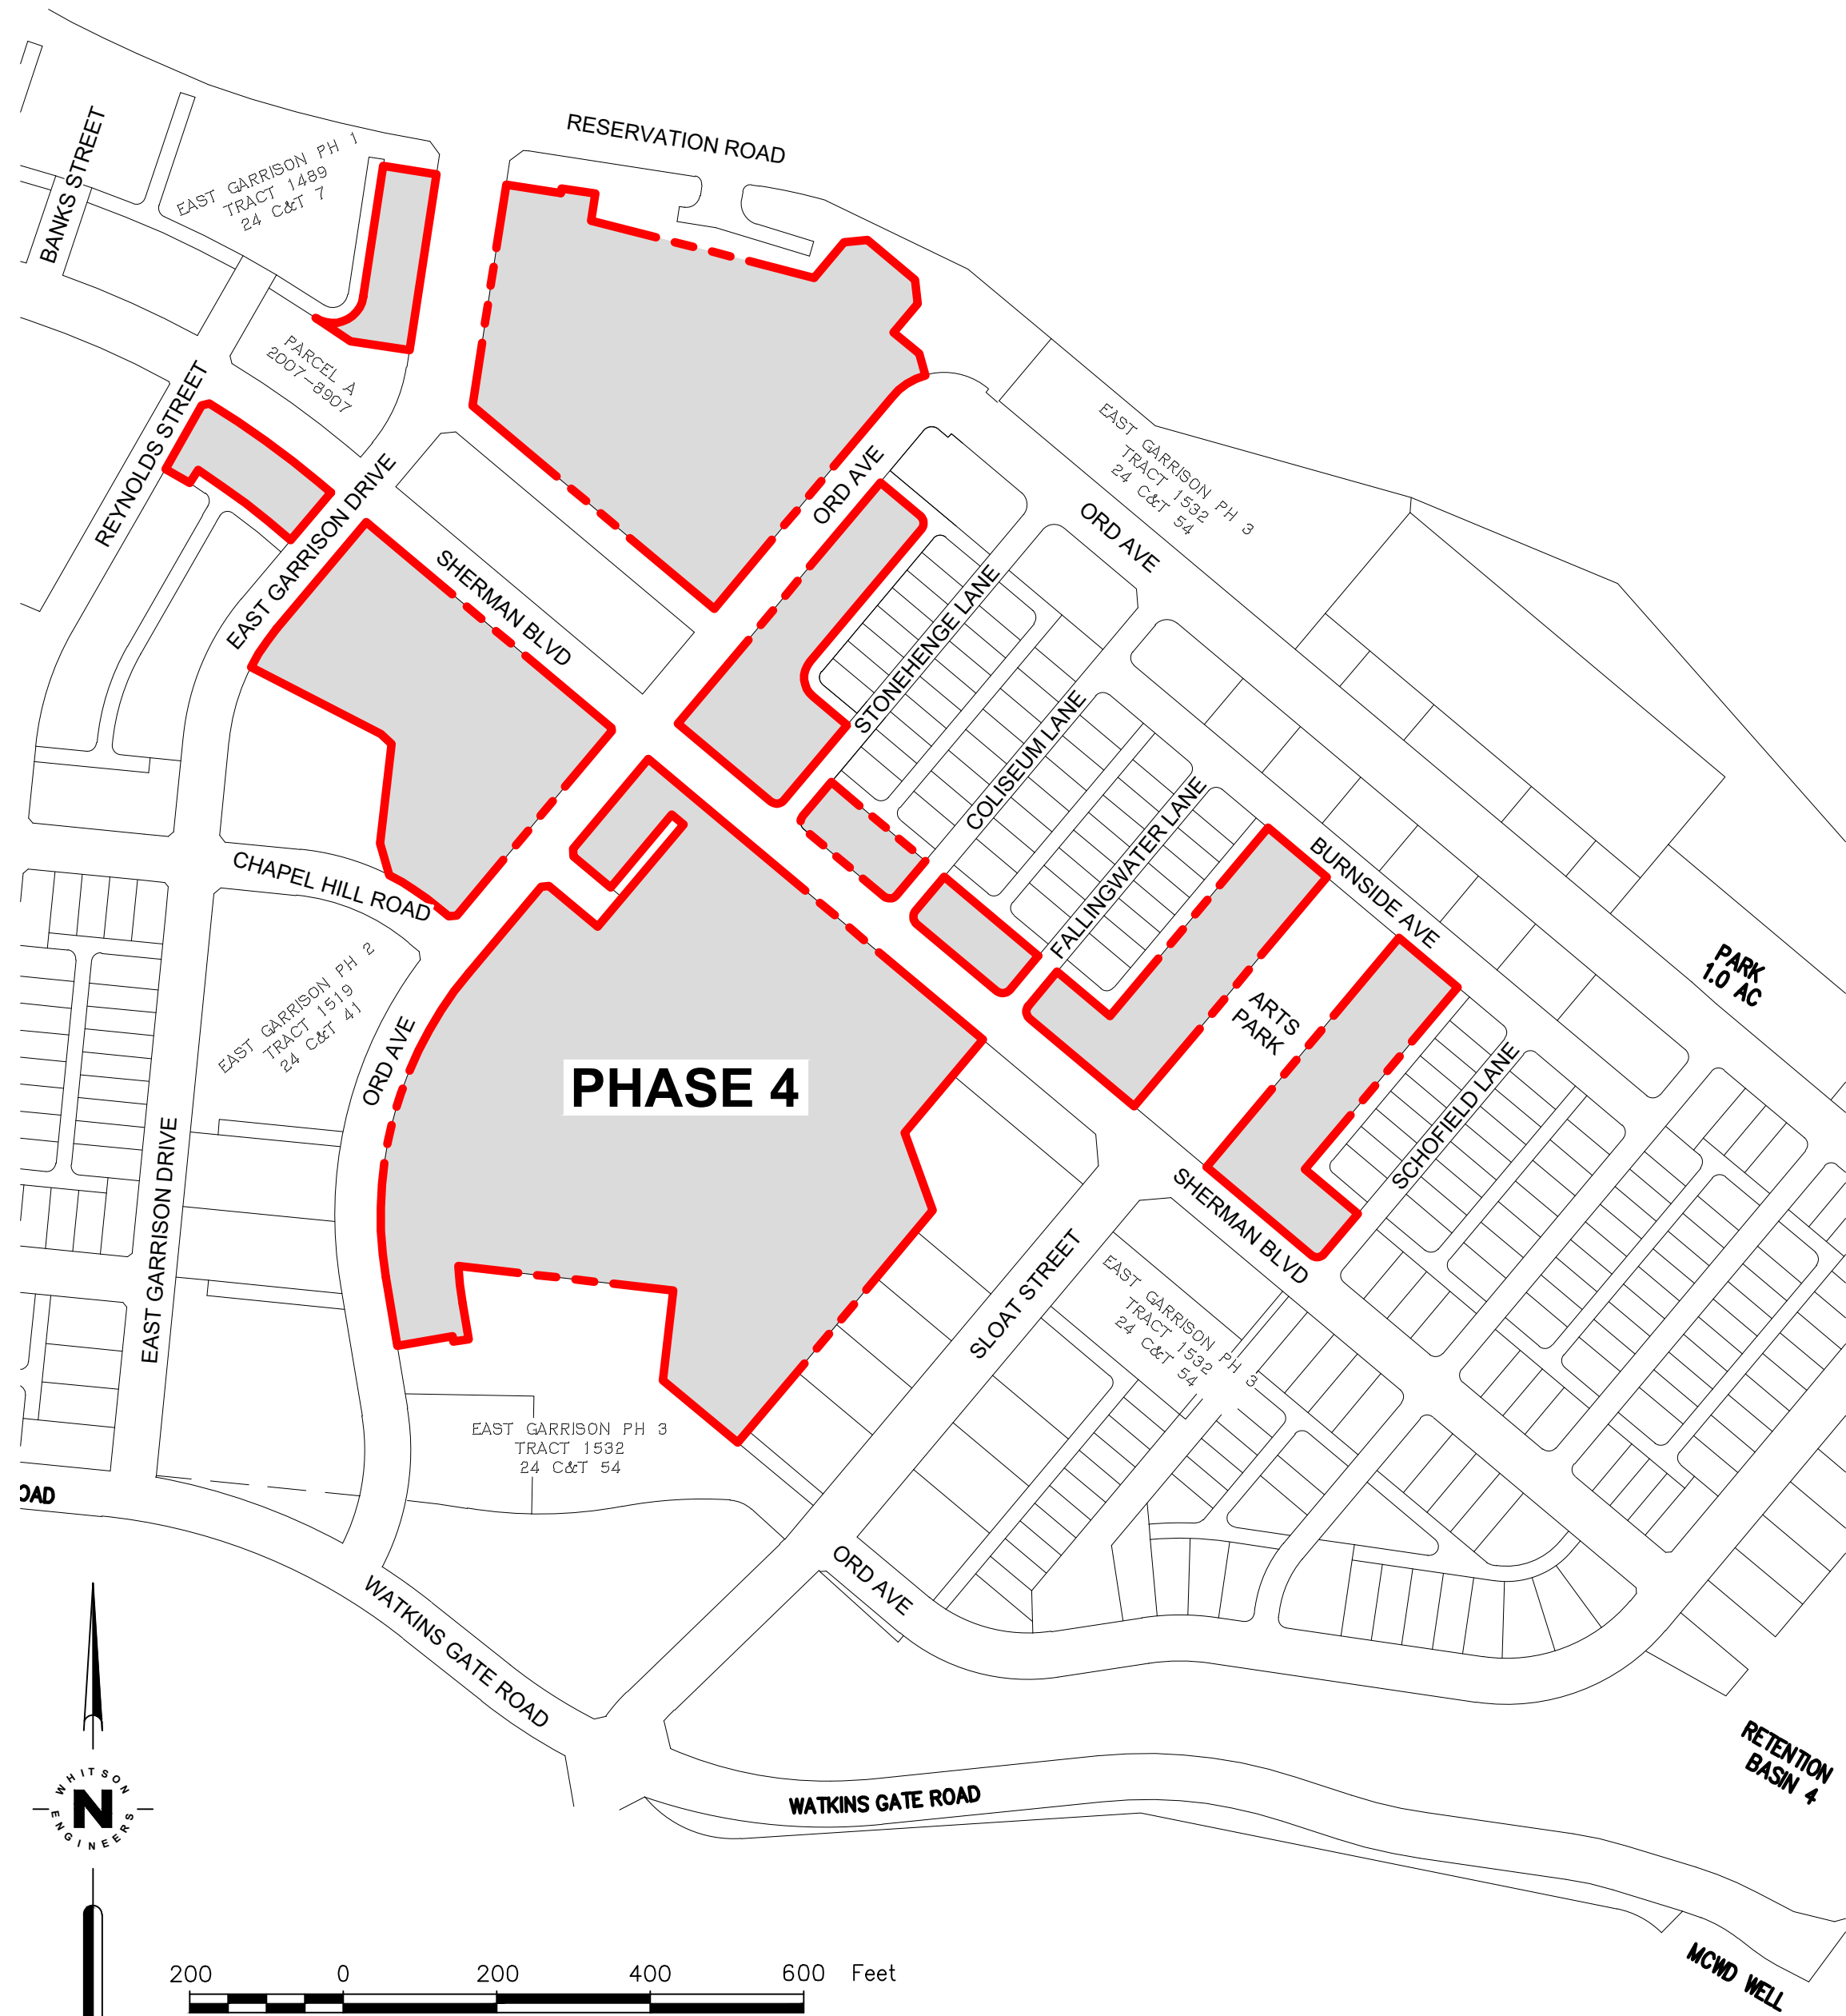 RESERVATION ROAD
BANKS STREET
EAST GARRISON PH 1
TRACT 1489
24 C&T 7
PARCEL A
2007-8907
REYNOLDS STREET
EAST GARRISON DRIVE
SHERMAN BLVD
ORD AVE
EAST GARRISON PH 3
TRACT 1532
24 C&T 54
ORD AVE
STONEHENGE LANE
COLISEUM LANE
FALLINGWATER LANE
BURNSIDE AVE
CHAPEL HILL ROAD
EAST GARRISON PH 2
TRACT 1519
24 C&T 41
ORD AVE
PHASE 4
ARTS
PARK
PARK
1.0 AC
SCHOFIELD LANE
SHERMAN BLVD
EAST GARRISON DRIVE
SLOAT STREET
EAST GARRISON PH 3
TRACT 1532
24 C&T 54
EAST GARRISON PH 3
TRACT 1532
24 C&T 54
OAD
ORD AVE
WATKINS GATE ROAD
WATKINS GATE ROAD
RETENTION
BASIN 4
WHITSON
N
ENGINEERS
MCWD WELL
200 0 200 400 600 Feet